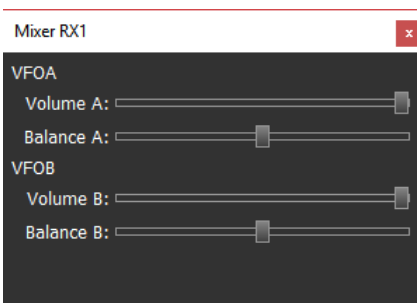 Mixer RX1
x
VFOA
Volume A:
Balance A:
VFOB
Volume B:
Balance B: